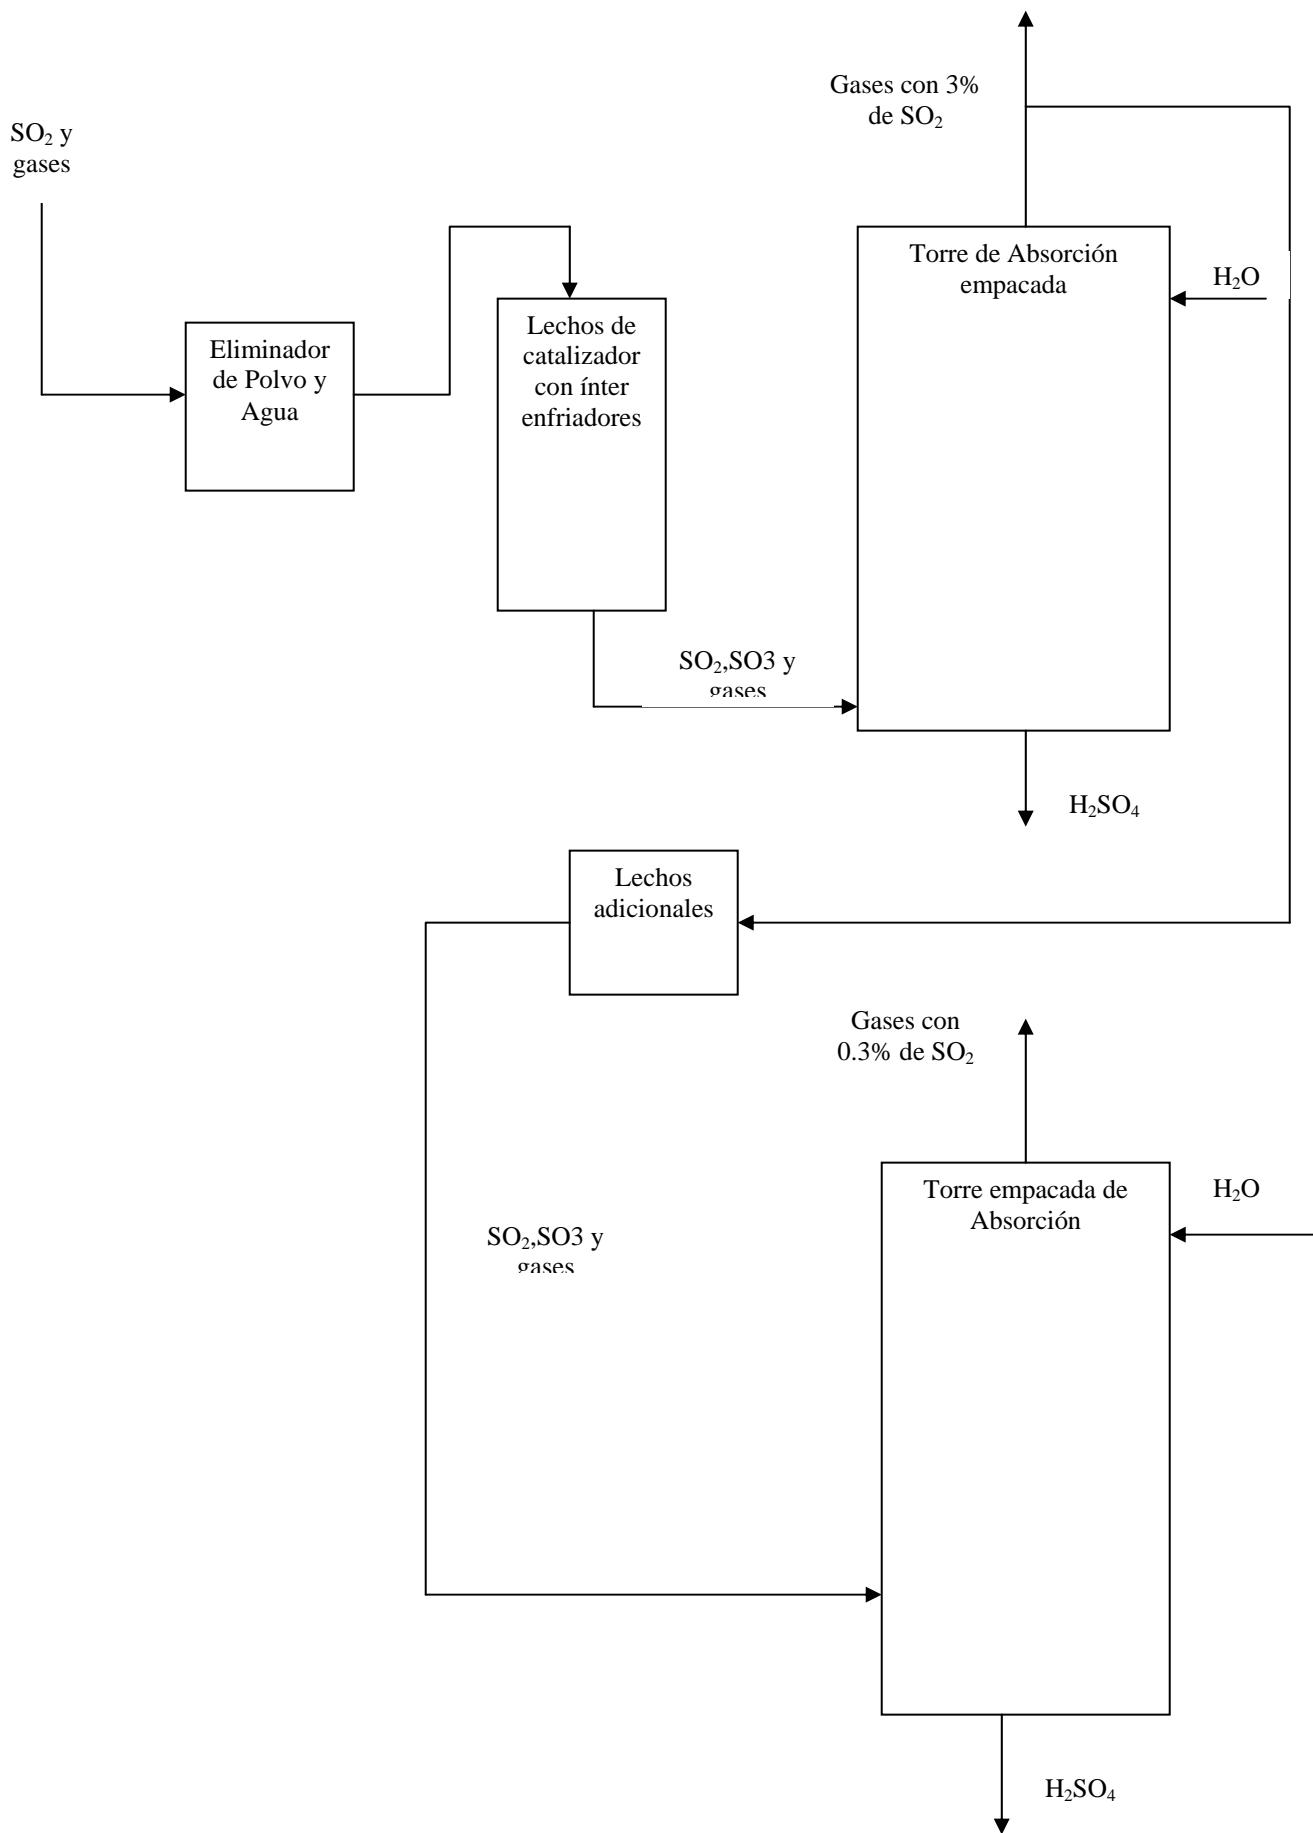 Gases con 3%
de SO₂
SO₂ y
gases
Torre de Absorción
empacada
H₂O
Lechos de
catalizador
con ínter
enfriadores
Eliminador
de Polvo y
Agua
SO₂,SO3 y
gases
H₂SO₄
Lechos
adicionales
Gases con
0.3% de SO₂
Torre empacada de
Absorción
H₂O
SO₂,SO3 y
gases
H₂SO₄